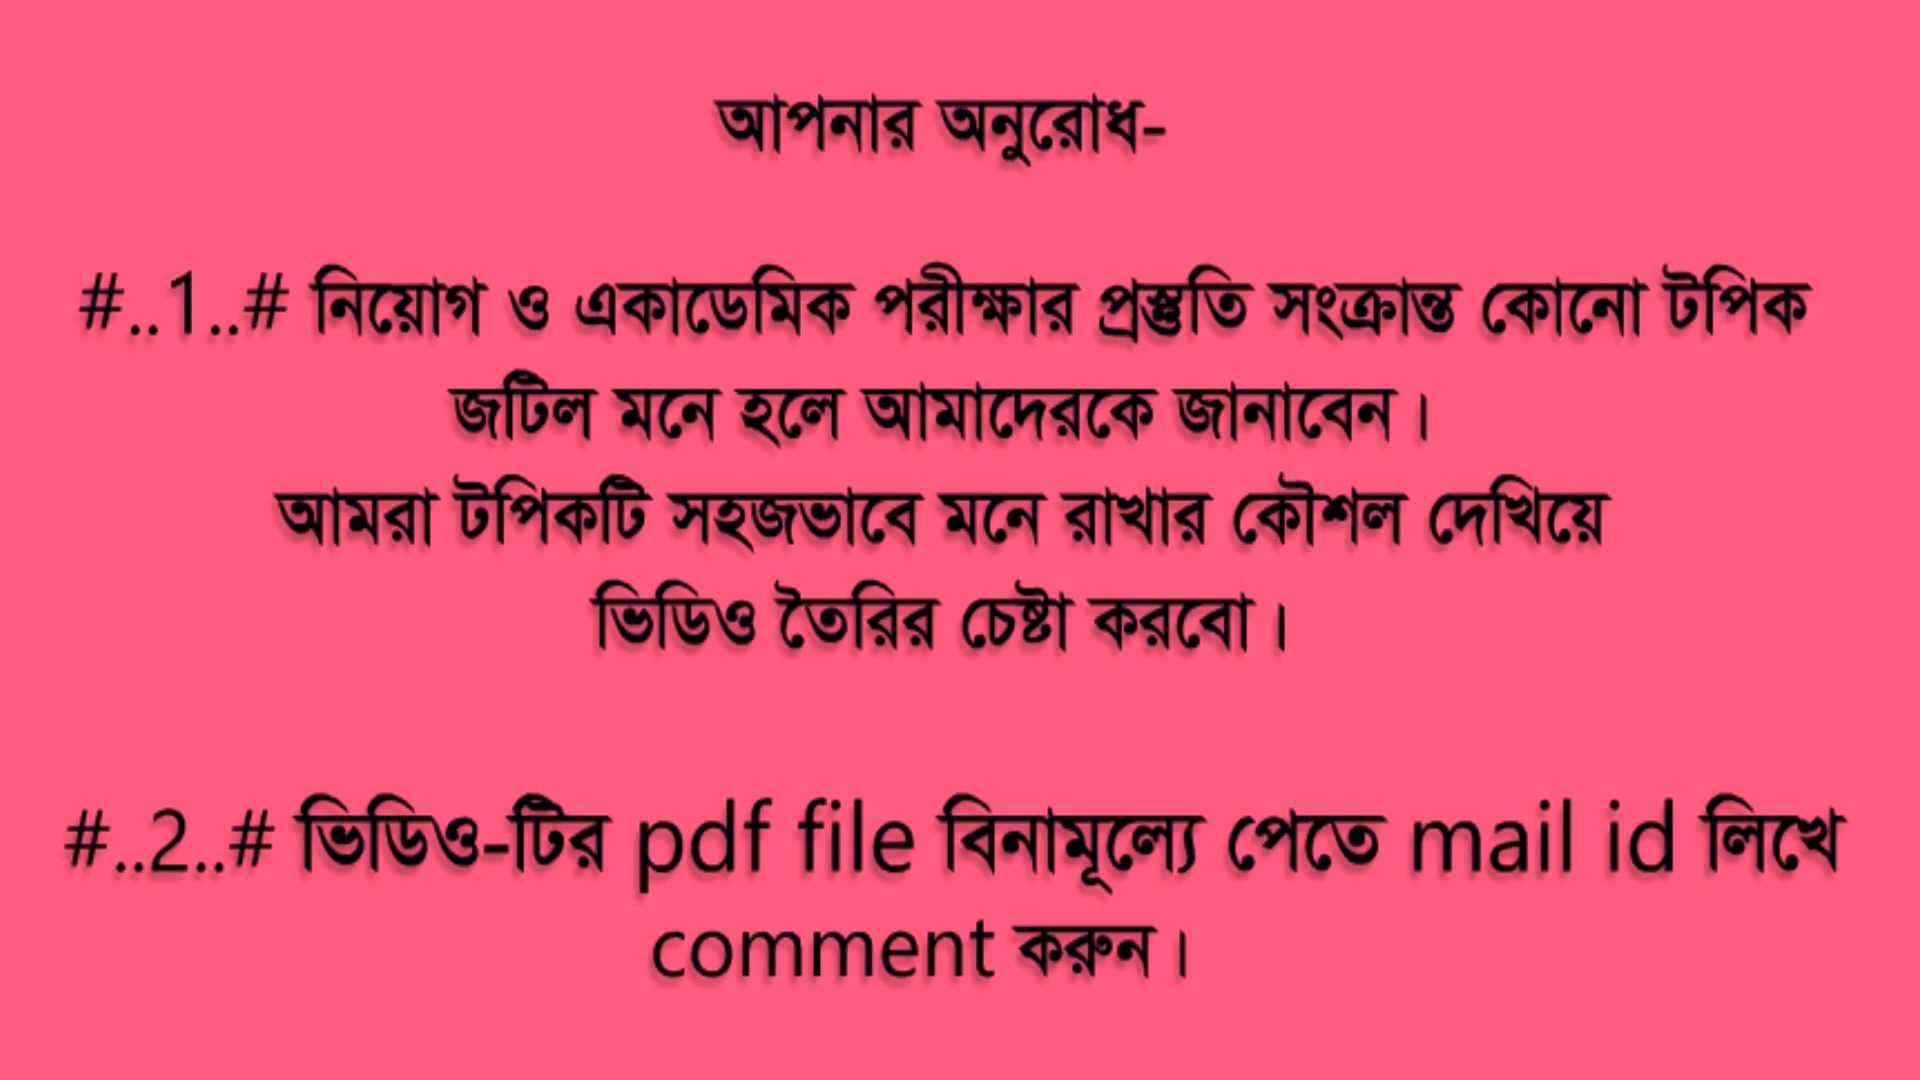 আপনার অনুরোধ-
#..1..# নিয়োগ ও একাডেমিক পরীক্ষার প্রস্তুতি সংক্রান্ত কোনো টপিক
জটিল মনে হলে আমাদেরকে জানাবেন।
আমরা টপিকটি সহজভাবে মনে রাখার কৌশল দেখিয়ে
ভিডিও তৈরির চেষ্টা করবো।
#..2..# ভিডিও-টির pdf file বিনামূল্যে পেতে mail id লিখে
comment করুন।